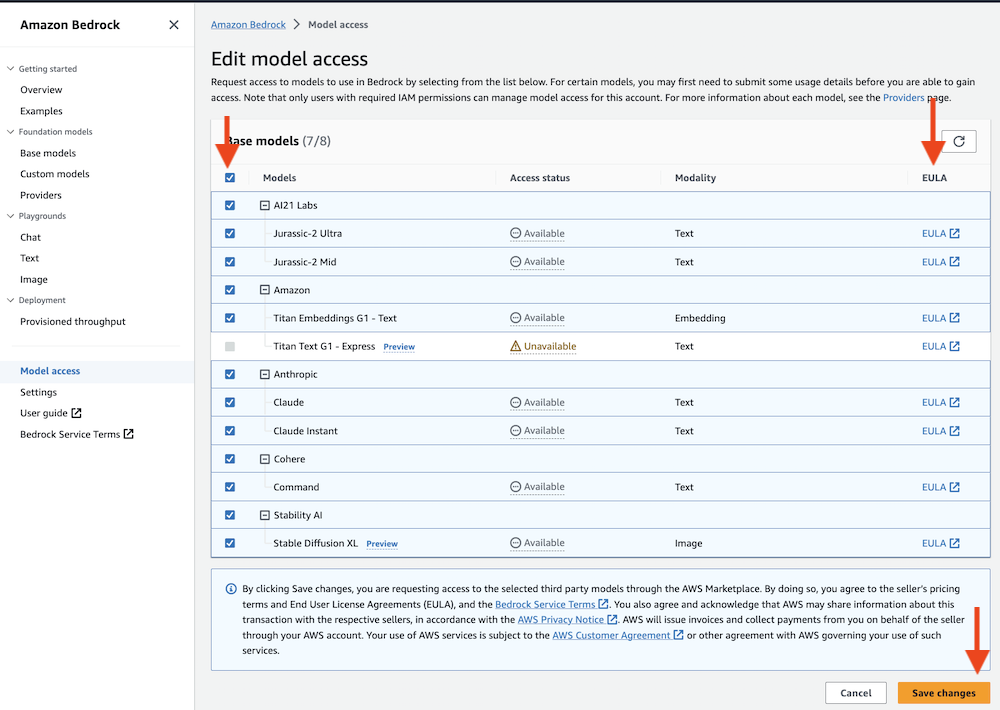 Amazon Bedrock
Getting started
Overview
Examples
Foundation models
Base models
Custom models
Providers
Playgrounds
Chat
Text
Image
Deployment
Provisioned throughput
Model access
Settings
User guide
Bedrock Service Terms
Amazon Bedrock > Model access
Edit model access
Request access to models to use in Bedrock by selecting from the list below. For certain models, you may first need to submit some usage details before you are able to gain
access. Note that only users with required IAM permissions can manage model access for this account. For more information about each model, see the Providers page.
Base models (7/8)
Models Access status Modality EULA
AI21 Labs
Jurassic-2 Ultra Available Text EULA
Jurassic-2 Mid Available Text EULA
Amazon
Titan Embeddings G1 - Text Available Embedding EULA
Titan Text G1 - Express Preview Unavailable Text EULA
Anthropic
Claude Available Text EULA
Claude Instant Available Text EULA
Cohere
Command Available Text EULA
Stability AI
Stable Diffusion XL Preview Available Image EULA
By clicking Save changes, you are requesting access to the selected third party models through the AWS Marketplace. By doing so, you agree to the seller's pricing
terms and End User License Agreements (EULA), and the Bedrock Service Terms. You also agree and acknowledge that AWS may share information about this
transaction with the respective sellers, in accordance with the AWS Privacy Notice. AWS will issue invoices and collect payments from you on behalf of the seller
through your AWS account. Your use of AWS services is subject to the AWS Customer Agreement or other agreement with AWS governing your use of such
services.
Cancel Save changes